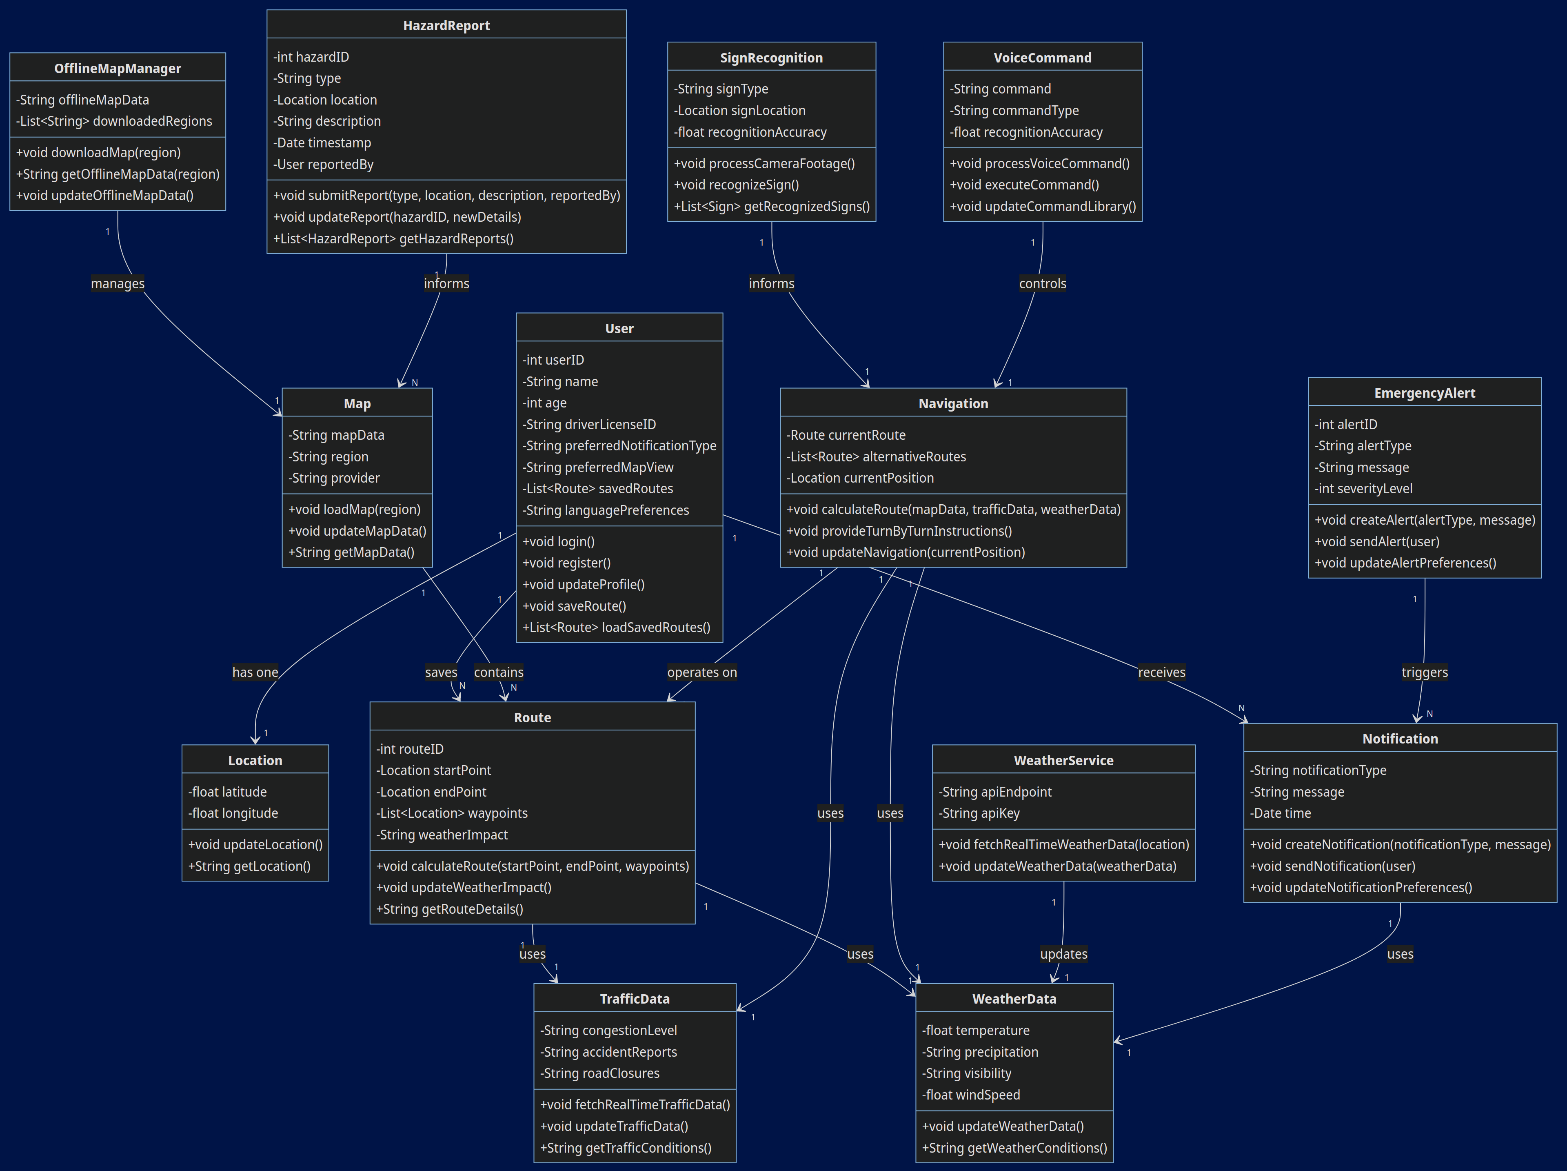 HazardReport
-int hazardID
-String type
-Location location
-String description
-Date timestamp
-User reportedBy
+void submitReport(type, location, description, reportedBy)
+void updateReport(hazardID, newDetails)
+List<HazardReport> getHazardReports()
OfflineMapManager
-String offlineMapData
-List<String> downloadedRegions
+void downloadMap(region)
+String getOfflineMapData(region)
+void updateOfflineMapData()
SignRecognition
-String signType
-Location signLocation
-float recognitionAccuracy
+void processCameraFootage()
+void recognizeSign()
+List<Sign> getRecognizedSigns()
VoiceCommand
-String command
-String commandType
-float recognitionAccuracy
+void processVoiceCommand()
+void executeCommand()
+void updateCommandLibrary()
1
manages
1
1
informs
N
1
informs
1
1
controls
1
User
-int userID
-String name
-int age
-String driverLicenseID
-String preferredNotificationType
-String preferredMapView
-List<Route> savedRoutes
-String languagePreferences
+void login()
+void register()
+void updateProfile()
+void saveRoute()
+List<Route> loadSavedRoutes()
Map
-String mapData
-String region
-String provider
+void loadMap(region)
+void updateMapData()
+String getMapData()
Navigation
-Route currentRoute
-List<Route> alternativeRoutes
-Location currentPosition
+void calculateRoute(mapData, trafficData, weatherData)
+void provideTurnByTurnInstructions()
+void updateNavigation(currentPosition)
EmergencyAlert
-int alertID
-String alertType
-String message
-int severityLevel
+void createAlert(alertType, message)
+void sendAlert(user)
+void updateAlertPreferences()
1
has one
1
1
saves
N
1
contains
N
1
operates on
1
receives
N
1
triggers
N
Route
-int routeID
-Location startPoint
-Location endPoint
-List<Location> waypoints
-String weatherImpact
+void calculateRoute(startPoint, endPoint, waypoints)
+void updateWeatherImpact()
+String getRouteDetails()
Location
-float latitude
-float longitude
+void updateLocation()
+String getLocation()
WeatherService
-String apiEndpoint
-String apiKey
+void fetchRealTimeWeatherData(location)
+void updateWeatherData(weatherData)
Notification
-String notificationType
-String message
-Date time
+void createNotification(notificationType, message)
+void sendNotification(user)
+void updateNotificationPreferences()
1
uses
1
1
uses
1
1
uses
1
1
uses
1
1
updates
1
1
uses
1
TrafficData
-String congestionLevel
-String accidentReports
-String roadClosures
+void fetchRealTimeTrafficData()
+void updateTrafficData()
+String getTrafficConditions()
WeatherData
-float temperature
-String precipitation
-String visibility
-float windSpeed
+void updateWeatherData()
+String getWeatherConditions()